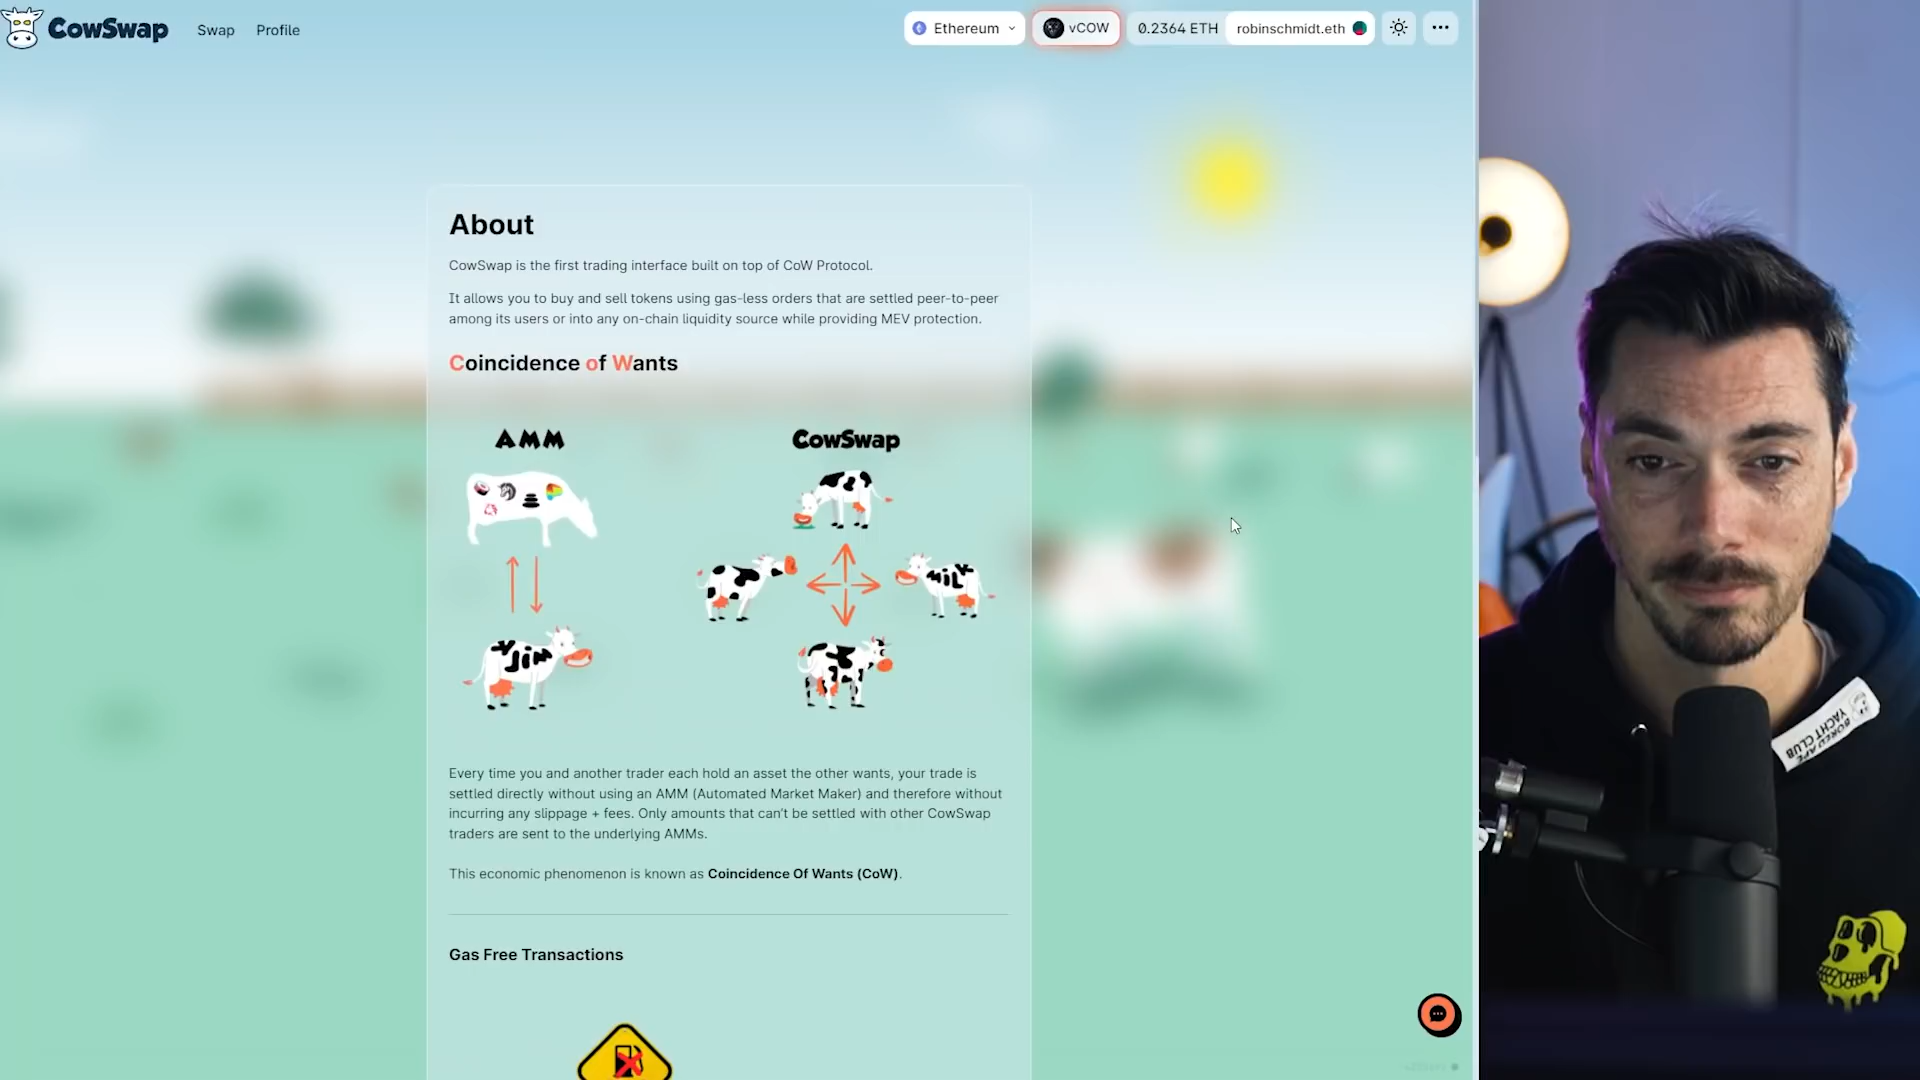 CowSwap
Swap
Profile
Ethereum
vCOW
0.2364 ETH
robinschmidt.eth
About
CowSwap is the first trading interface built on top of CoW Protocol.
It allows you to buy and sell tokens using gas-less orders that are settled peer-to-peer
among its users or into any on-chain liquidity source while providing MEV protection.
Coincidence of Wants
AMM
CowSwap
MiLK
Every time you and another trader each hold an asset the other wants, your trade is
settled directly without using an AMM (Automated Market Maker) and therefore without
incurring any slippage + fees. Only amounts that can't be settled with other CowSwap
traders are sent to the underlying AMMs.
This economic phenomenon is known as Coincidence Of Wants (CoW).
Gas Free Transactions
BORED APE
YACHT CLUB